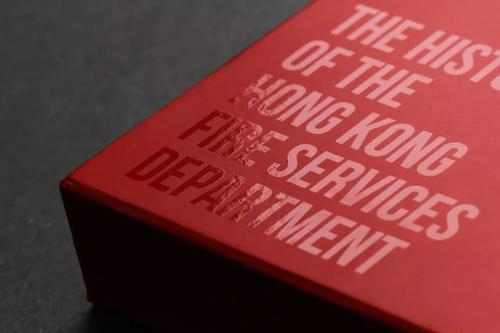 THE HIST
OF THE
HONG KONG
FIRE SERVICES
DEPARTMENT